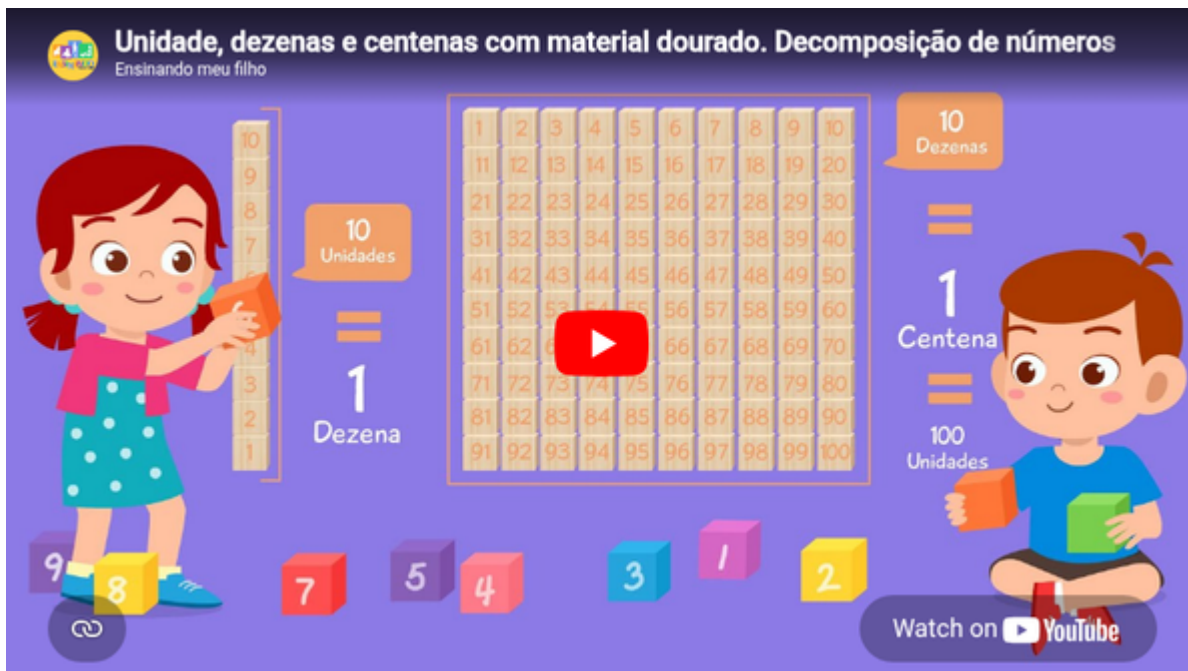 Unidade, dezenas e centenas com material dourado. Decomposição de números
Ensinando meu filho
10
9
8
7
4
3
2
1
10
Unidades
=
1
Dezena
1 2 3 4 5 6 7 8 9 10
11 12 13 14 15 16 17 18 19 20
21 22 23 24 25 26 27 28 29 30
31 32 33 34 35 36 37 38 39 40
41 42 43 44 45 46 47 48 49 50
51 52 53 54 55 56 57 58 59 60
61 62 66 67 68 69 70
71 72 73 74 75 76 77 78 79 80
81 82 83 84 85 86 87 88 89 90
91 92 93 94 95 96 97 98 99 100
10
Dezenas
=
1
Centena
=
100
Unidades
9 8 7 5 4 3 1 2
Watch on YouTube